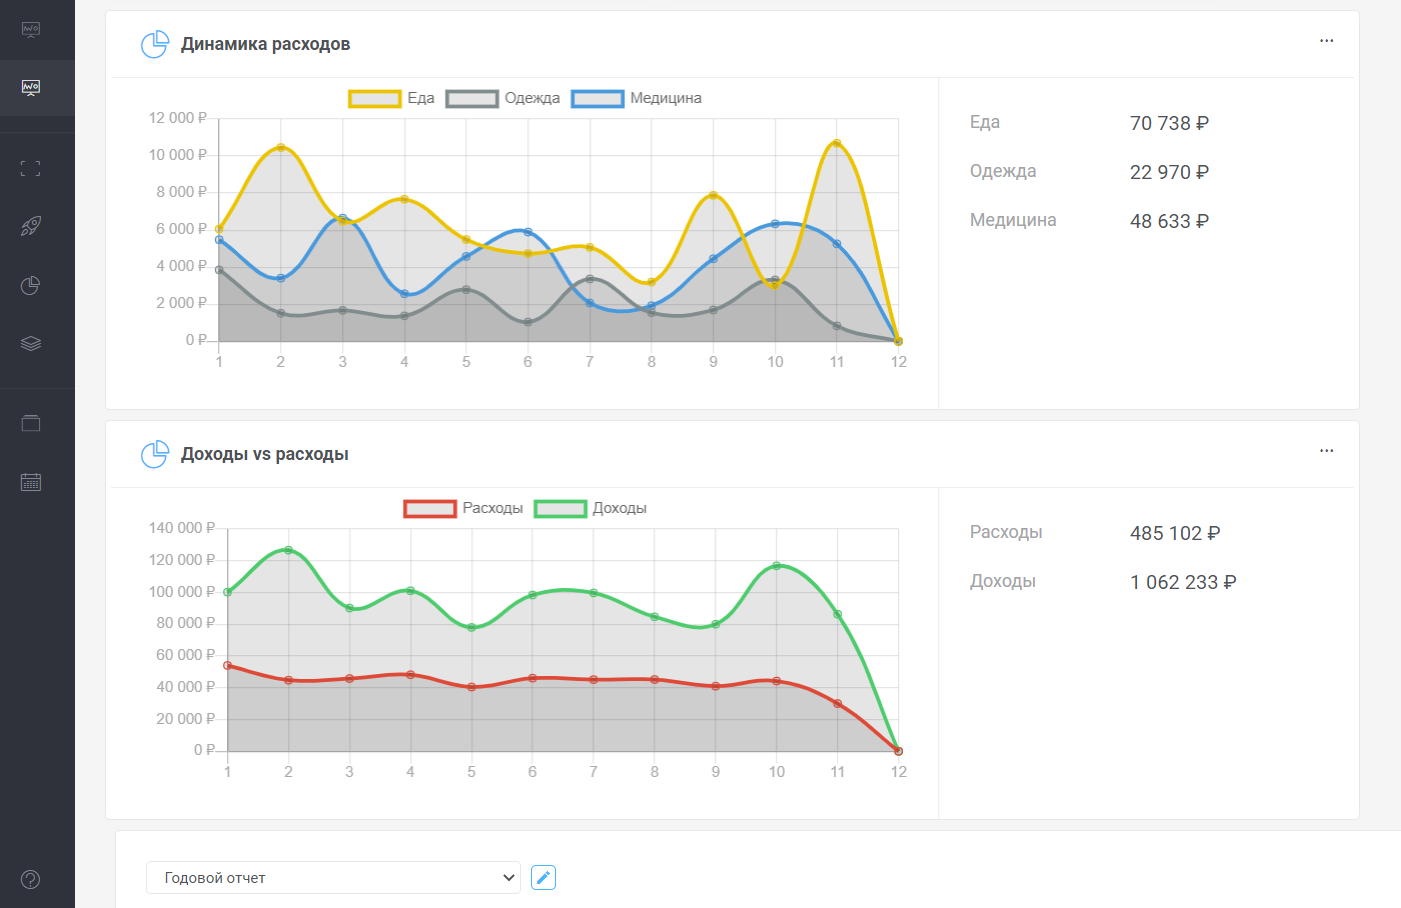 Динамика расходов
...
Еда Одежда Медицина
12 000 ₽
10 000 ₽
8 000 ₽
6 000 ₽
4 000 ₽
2 000 ₽
0 ₽
1 2 3 4 5 6 7 8 9 10 11 12
Еда 70 738 ₽
Одежда 22 970 ₽
Медицина 48 633 ₽
Доходы vs расходы
...
Расходы Доходы
140 000 ₽
120 000 ₽
100 000 ₽
80 000 ₽
60 000 ₽
40 000 ₽
20 000 ₽
0 ₽
1 2 3 4 5 6 7 8 9 10 11 12
Расходы 485 102 ₽
Доходы 1 062 233 ₽
Годовой отчет